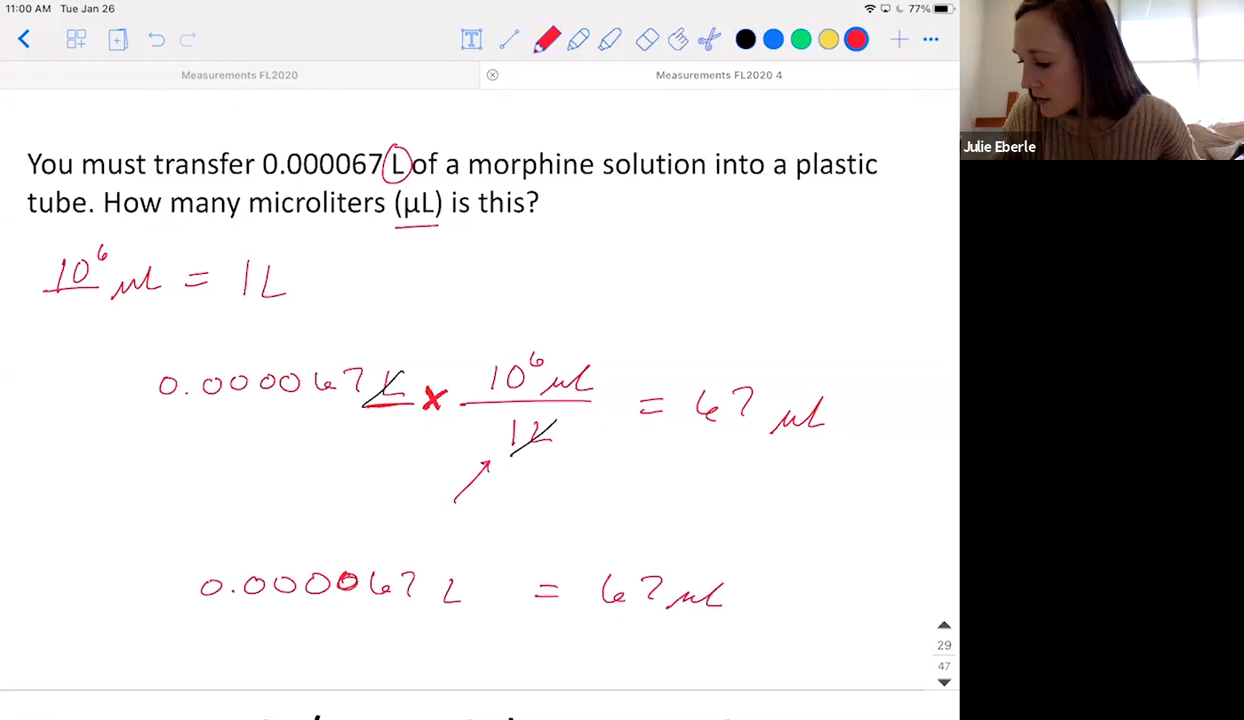 11:00 AM Tue Jan 26 77%
Measurements FL2020 Measurements FL2020 4
Julie Eberle
You must transfer 0.000067 L of a morphine solution into a plastic
tube. How many microliters (µL) is this?
10⁶ µL = 1L
0.000067 L x 10⁶ µL / 1L = 67 µL
0.000067 L = 67 µL
29
47